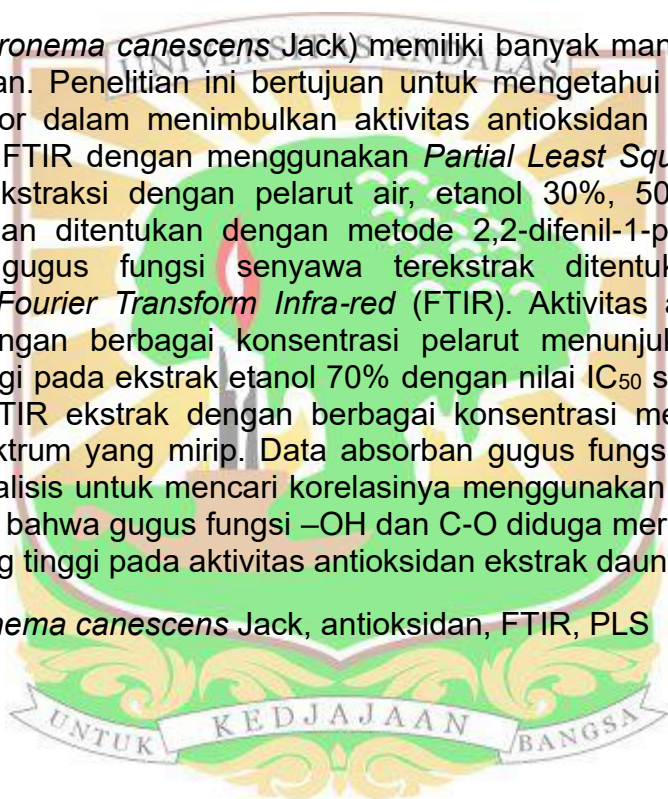 ronema canescens Jack) memiliki banyak man
an. Penelitian ini bertujuan untuk mengetahui
or dalam menimbulkan aktivitas antioksidan
FTIR dengan menggunakan Partial Least Squ
kstraksi dengan pelarut air, etanol 30%, 50
an ditentukan dengan metode 2,2-difenil-1-p
gugus fungsi senyawa terekstrak ditentuk
Fourier Transform Infra-red (FTIR). Aktivitas a
ngan berbagai konsentrasi pelarut menunjuk
gi pada ekstrak etanol 70% dengan nilai IC50 s
TIR ekstrak dengan berbagai konsentrasi me
ktrum yang mirip. Data absorban gugus fungs
alisis untuk mencari korelasinya menggunakan
bahwa gugus fungsi –OH dan C-O diduga mer
g tinggi pada aktivitas antioksidan ekstrak daun
nema canescens Jack, antioksidan, FTIR, PLS
UNIVERSITAS ANDALAS
UNTUK KEDJAJAAN BANGSA